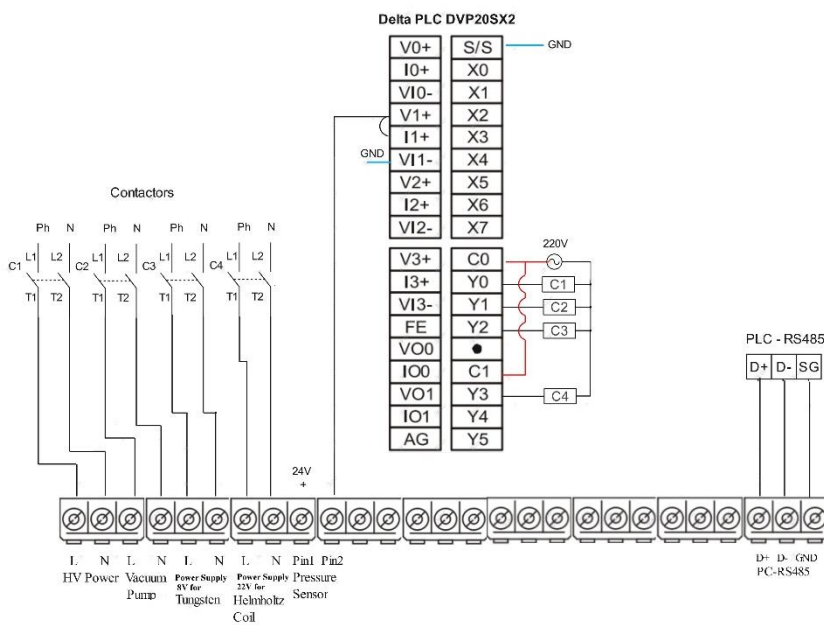 Delta PLC DVP20SX2
V0+ S/S GND
I0+ X0
VI0- X1
V1+ X2
I1+ X3
GND VI1- X4
V2+ X5
I2+ X6
VI2- X7
Contactors
Ph N Ph N Ph N Ph N
C1 L1 L2 C2 L1 L2 C3 L1 L2 C4 L1 L2
T1 T2 T1 T2 T1 T2 T1 T2
220V
V3+ C0
I3+ Y0 C1
VI3- Y1 C2
FE Y2 C3
VO0
IO0 C1
VO1 Y3 C4
IO1 Y4
AG Y5
PLC - RS485
D+ D- SG
24V
+
L N L N L N L N Pin1 Pin2
HV Power
Vacuum
Pump
Power Supply
8V for
Tungsten
Power Supply
22V for
Helmholtz
Coil
Pressure
Sensor
D+ D- GND
PC-RS485